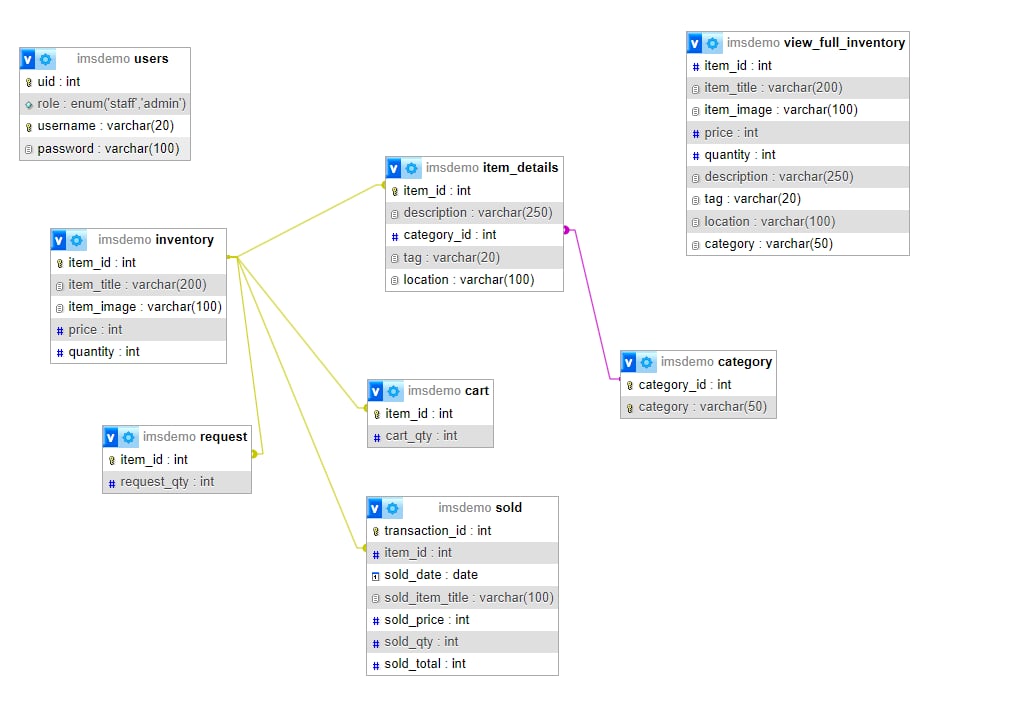 imsdemo users
uid : int
role : enum('staff','admin')
username : varchar(20)
password : varchar(100)
imsdemo view_full_inventory
item_id : int
item_title : varchar(200)
item_image : varchar(100)
price : int
quantity : int
description : varchar(250)
tag : varchar(20)
location : varchar(100)
category : varchar(50)
imsdemo item_details
item_id : int
description : varchar(250)
category_id : int
tag : varchar(20)
location : varchar(100)
imsdemo inventory
item_id : int
item_title : varchar(200)
item_image : varchar(100)
price : int
quantity : int
imsdemo category
category_id : int
category : varchar(50)
imsdemo cart
item_id : int
cart_qty : int
imsdemo request
item_id : int
request_qty : int
imsdemo sold
transaction_id : int
item_id : int
sold_date : date
sold_item_title : varchar(100)
sold_price : int
sold_qty : int
sold_total : int